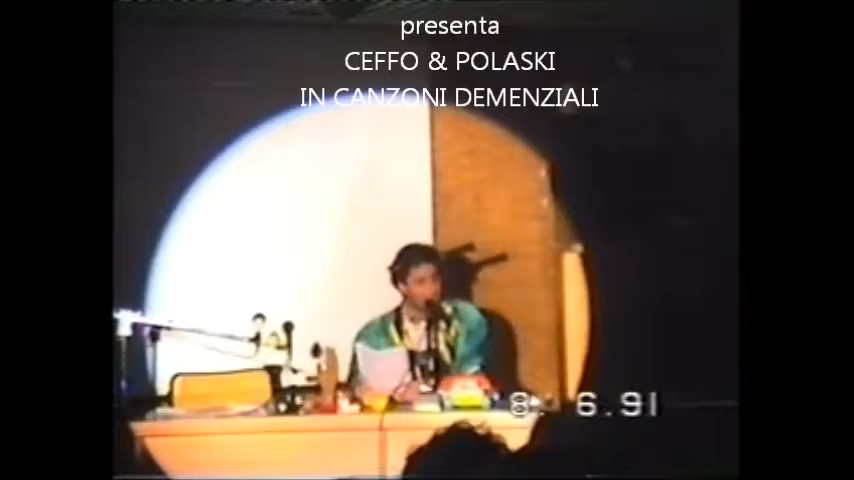 presenta
CEFFO & POLASKI
IN CANZONI DEMENZIALI
8. 6.91